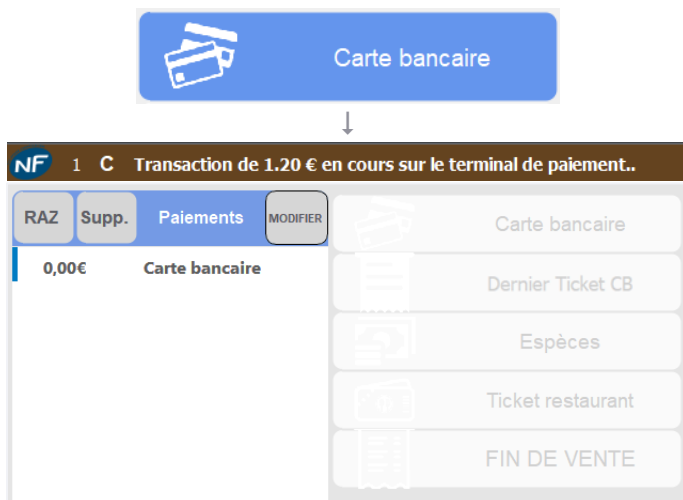 Carte bancaire
NF 1 C Transaction de 1.20 € en cours sur le terminal de paiement..
RAZ Supp. Paiements MODIFIER
0,00€ Carte bancaire
Carte bancaire
Dernier Ticket CB
Espèces
Ticket restaurant
FIN DE VENTE